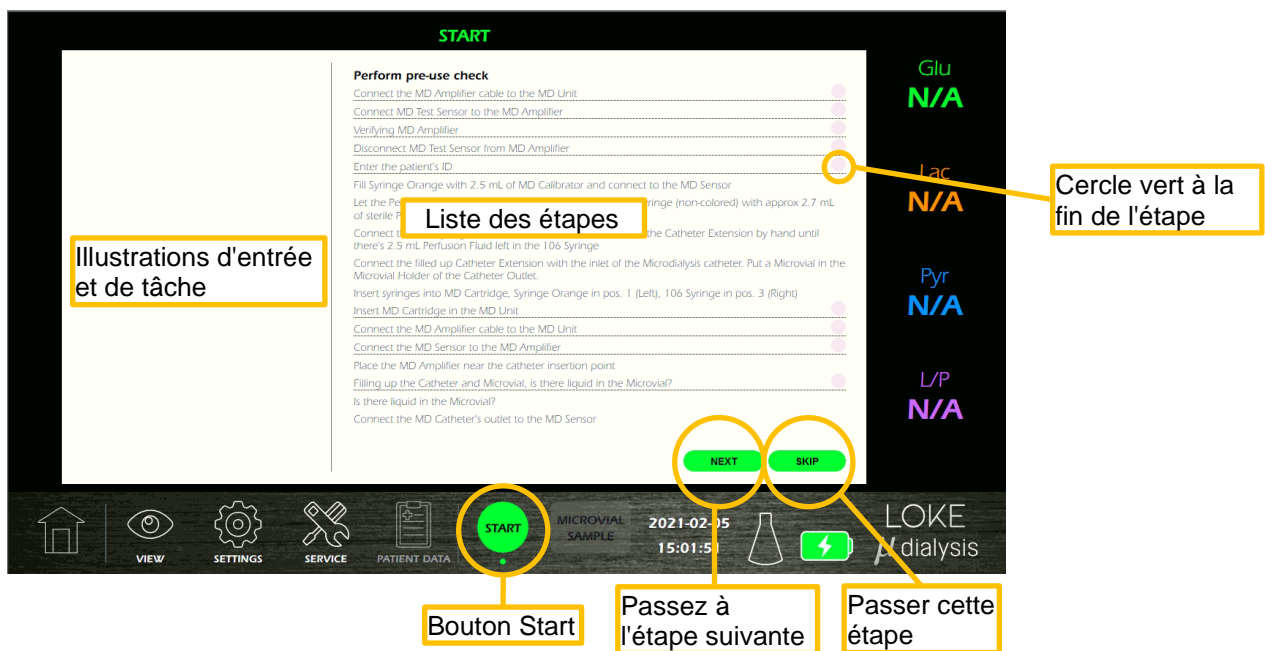 START
Perform pre-use check
Connect the MD Amplifier cable to the MD Unit
Connect MD Test Sensor to the MD Amplifier
Verifying MD Amplifier
Disconnect MD Test Sensor from MD Amplifier
Enter the patient's ID
Fill Syringe Orange with 2.5 mL of MD Calibrator and connect to the MD Sensor
Let the Pe ringe (non-colored) with approx 2.7 mL
of sterile P
Connect t the Catheter Extension by hand until
there's 2.5 mL Perfusion Fluid left in the 106 Syringe
Connect the filled up Catheter Extension with the inlet of the Microdialysis catheter. Put a Microvial in the
Microvial Holder of the Catheter Outlet.
Insert syringes into MD Cartridge, Syringe Orange in pos. 1 (Left), 106 Syringe in pos. 3 (Right)
Insert MD Cartridge in the MD Unit
Connect the MD Amplifier cable to the MD Unit
Connect the MD Sensor to the MD Amplifier
Place the MD Amplifier near the catheter insertion point
Filling up the Catheter and Microvial, is there liquid in the Microvial?
Is there liquid in the Microvial?
Connect the MD Catheter's outlet to the MD Sensor
NEXT
SKIP
Liste des étapes
Illustrations d'entrée
et de tâche
Glu
N/A
Lac
N/A
Pyr
N/A
L/P
N/A
Cercle vert à la
fin de l'étape
VIEW
SETTINGS
SERVICE
PATIENT DATA
START
MICROVIAL
SAMPLE
2021-02-05
15:01:51
LOKE
μ dialysis
Bouton Start
Passez à
l'étape suivante
Passer cette
étape